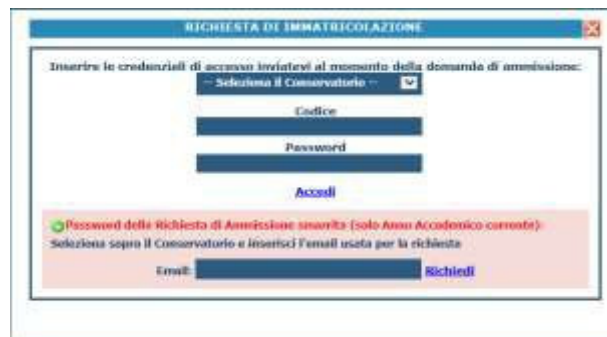 RICHIESTA DI IMMATRICOLAZIONE
Inserire le credenziali di accesso inviatevi al momento della domanda di ammissione:
-- Seleziona il Conservatorio --
Codice
Password
Accedi
Password della Richiesta di Ammissione smarrita (solo Anno Accademico corrente):
Seleziona sopra il Conservatorio e inserisci l'email usata per la richiesta
Email:
Richiedi